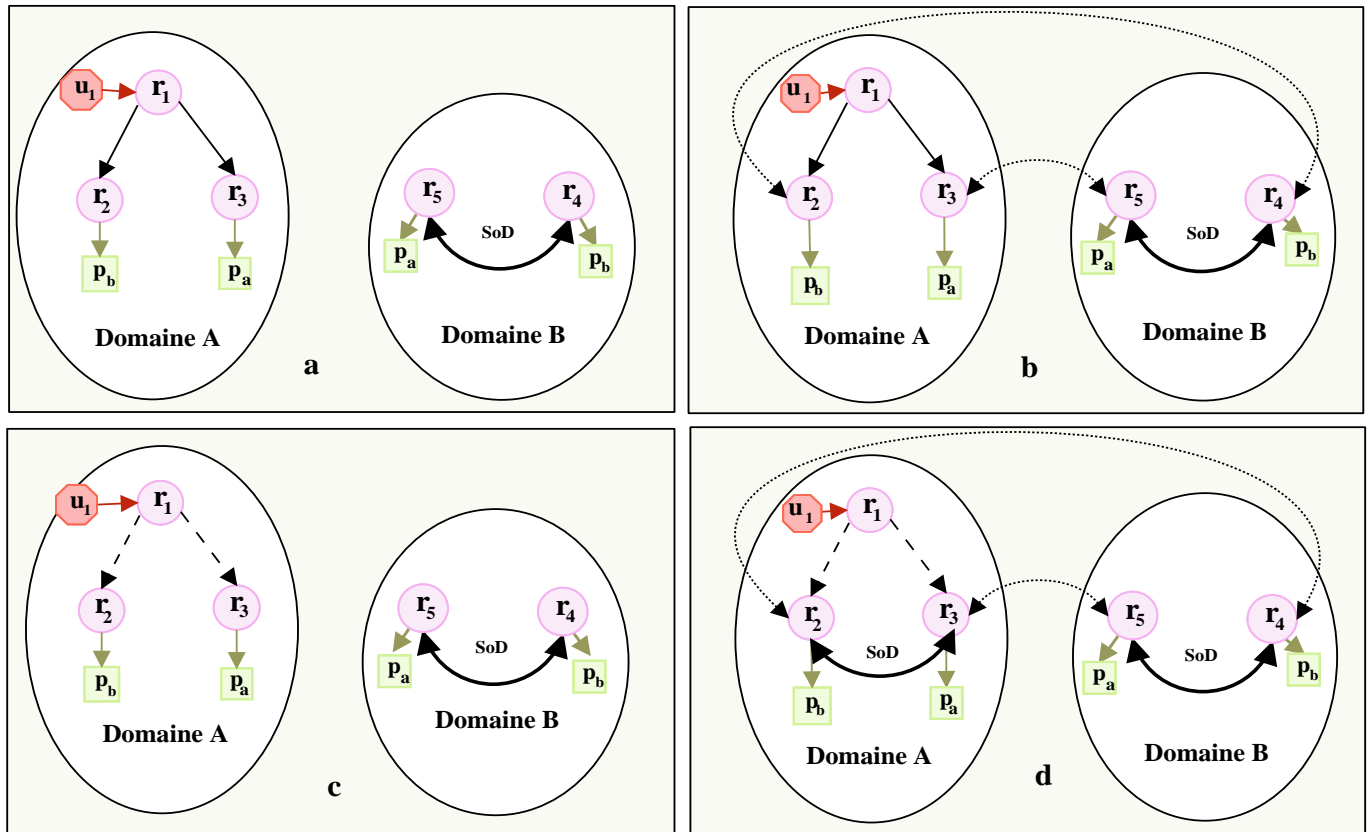 u1
r1
r2
r3
r5
r4
SoD
pb
pa
pa
pb
Domaine A
Domaine B
a
u1
r1
r2
r3
r5
r4
SoD
pb
pa
pa
pb
Domaine A
Domaine B
b
u1
r1
r2
r3
r5
r4
SoD
pb
pa
pa
pb
Domaine A
Domaine B
c
u1
r1
r2
r3
r5
r4
SoD
SoD
pb
pa
pa
pb
Domaine A
Domaine B
d